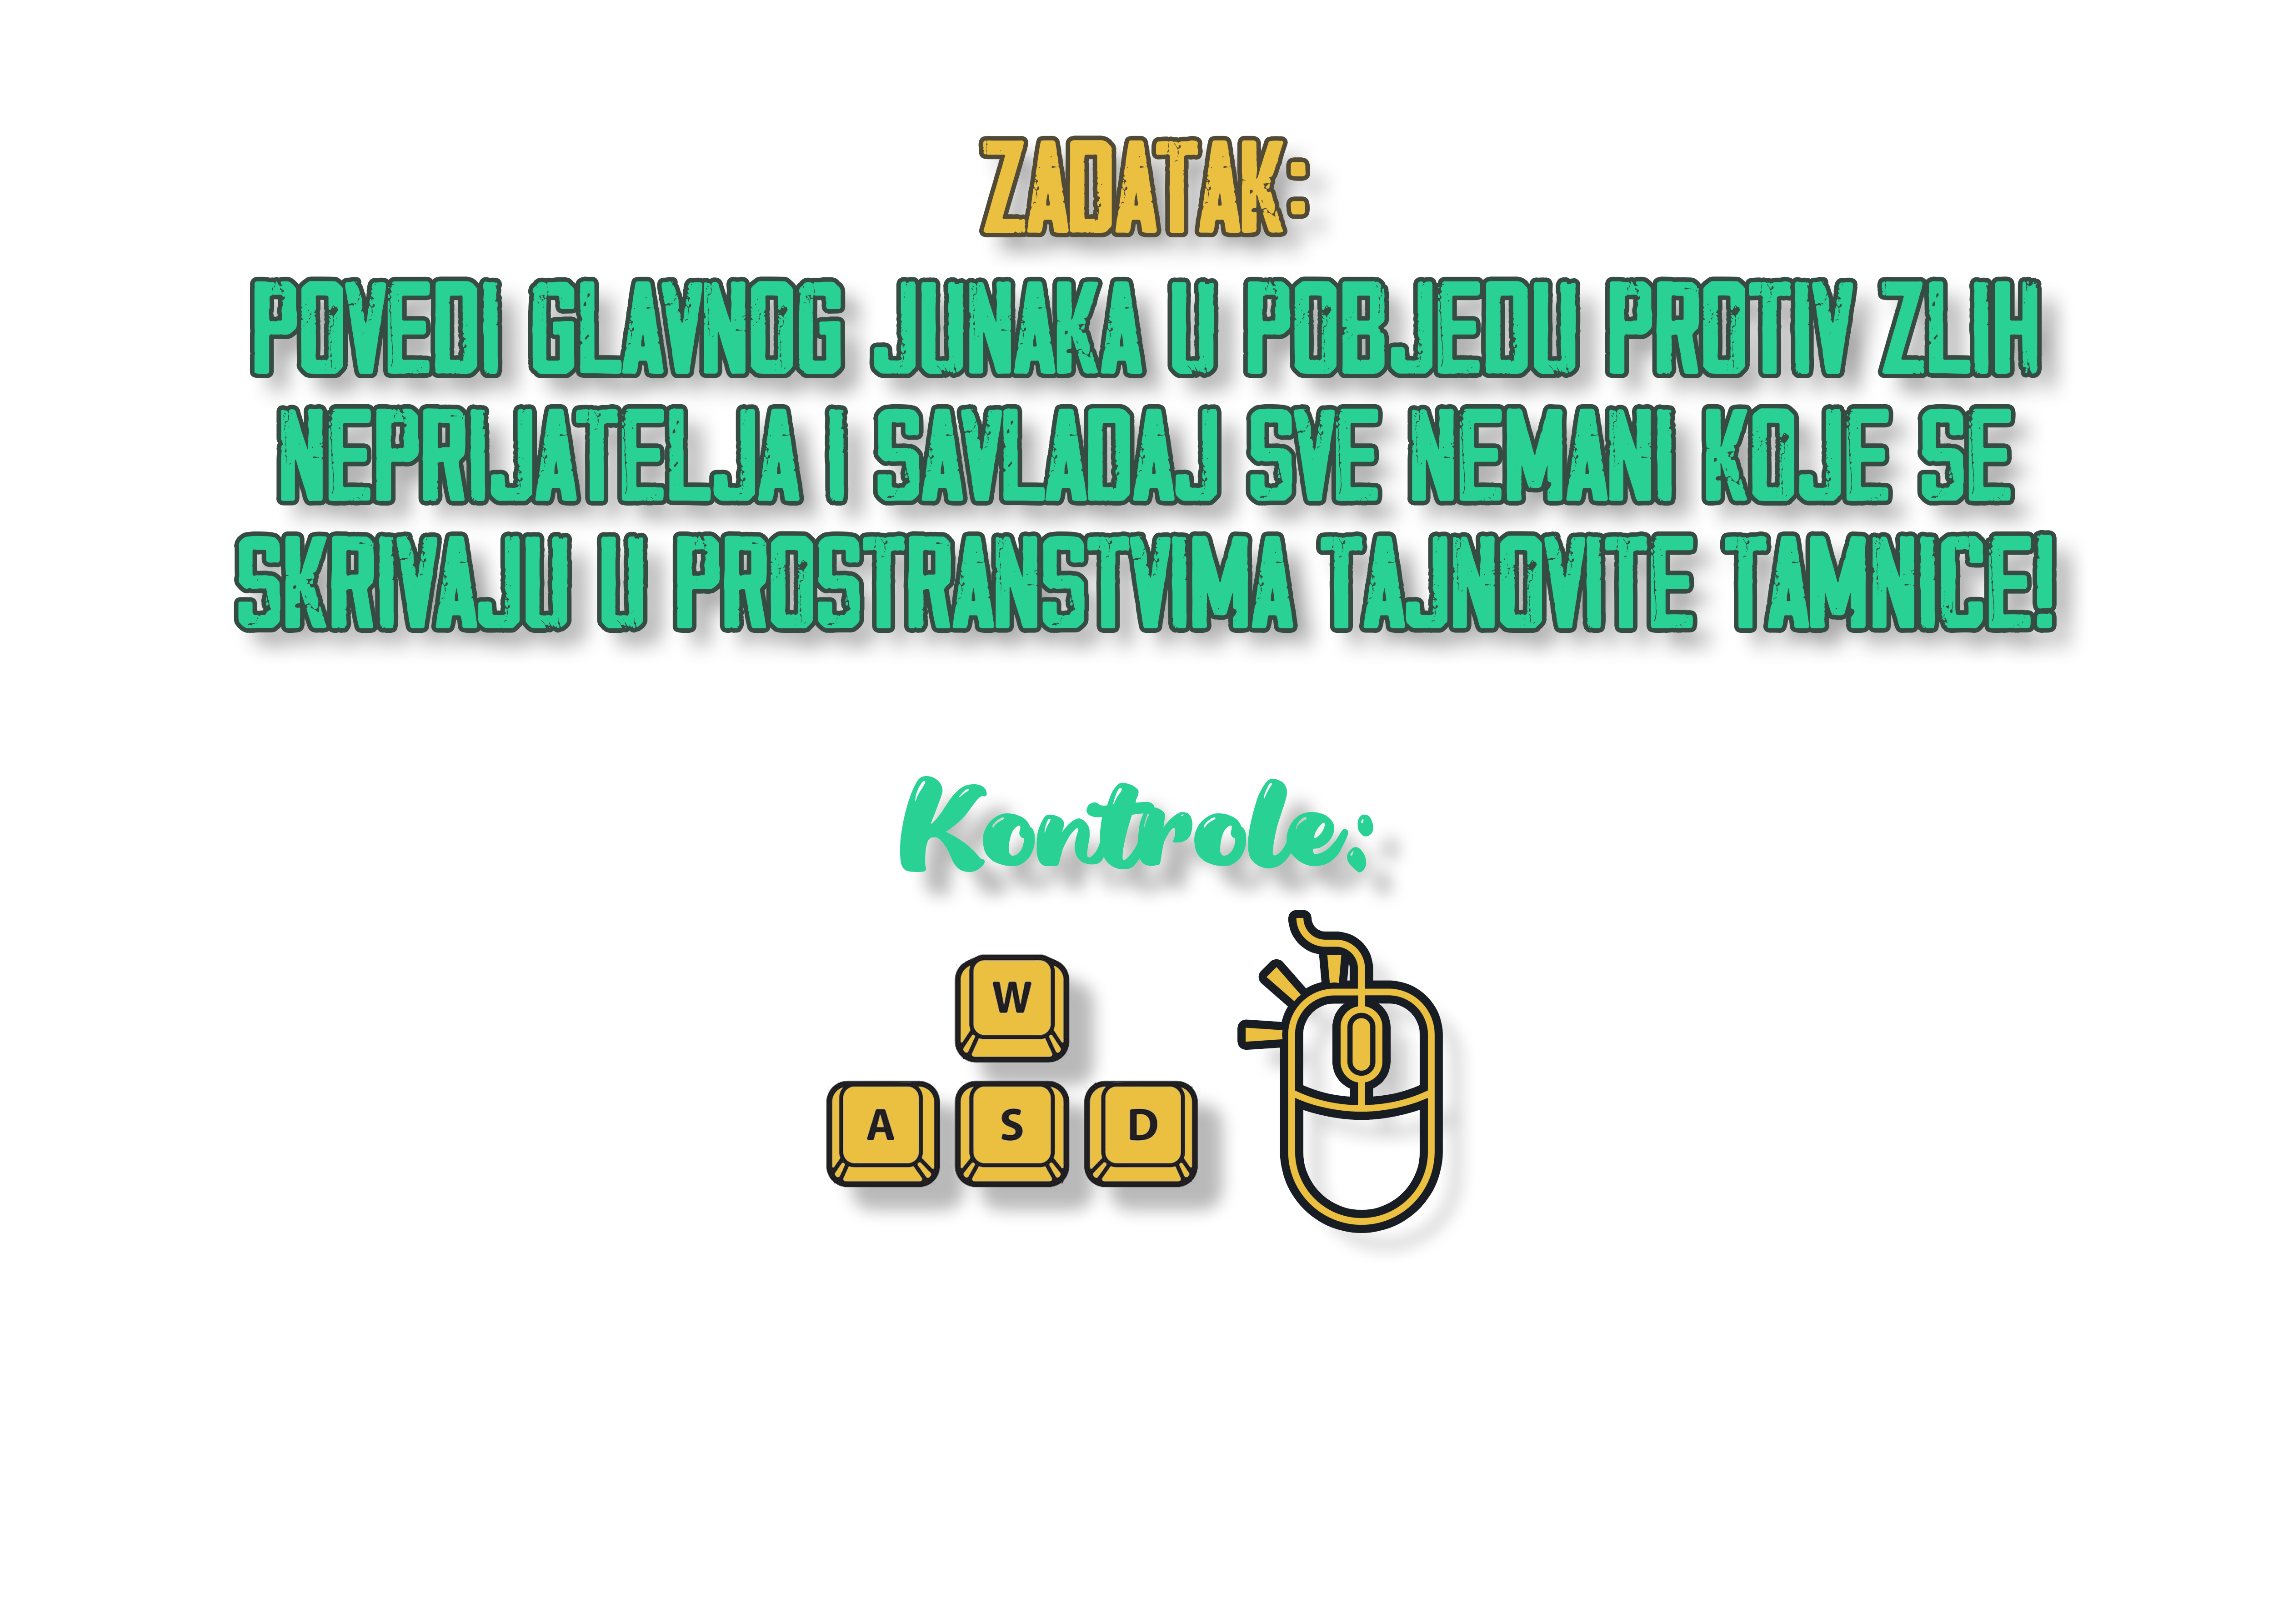 ZADATAK:
POVEDI GLAVNOG JUNAKA U POBJEDU PROTIV ZLIH
NEPRIJATELJA I SAVLADAJ SVE NEMANI KOJE SE
SKRIVAJU U PROSTRANSTVIMA TAJNOVITE TAMNICE!
Kontrole:
W
A S D